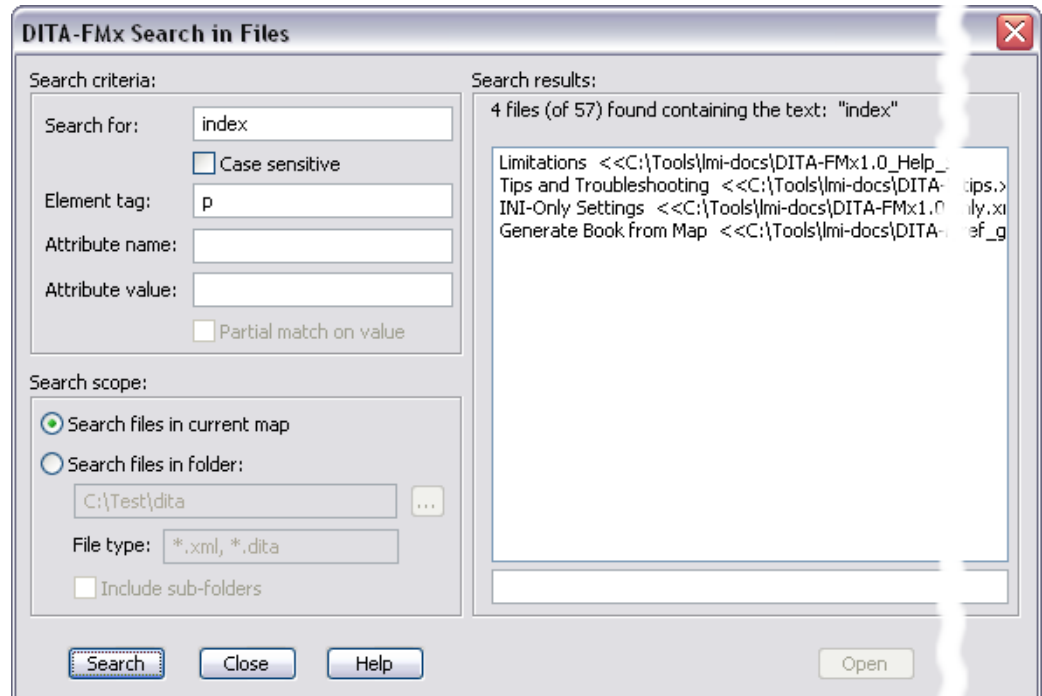 DITA-FMx Search in Files
Search criteria:
Search for:
index
Case sensitive
Element tag:
p
Attribute name:
Attribute value:
Partial match on value
Search scope:
Search files in current map
Search files in folder:
C:\Test\dita
...
File type:
*.xml, *.dita
Include sub-folders
Search results:
4 files (of 57) found containing the text: "index"
Limitations <<C:\Tools\lmi-docs\DITA-FMx1.0_Help_
Tips and Troubleshooting <<C:\Tools\lmi-docs\DITA- tips.x
INI-Only Settings <<C:\Tools\lmi-docs\DITA-FMx1.0 nly.xm
Generate Book from Map <<C:\Tools\lmi-docs\DITA- ef_g
Search
Close
Help
Open